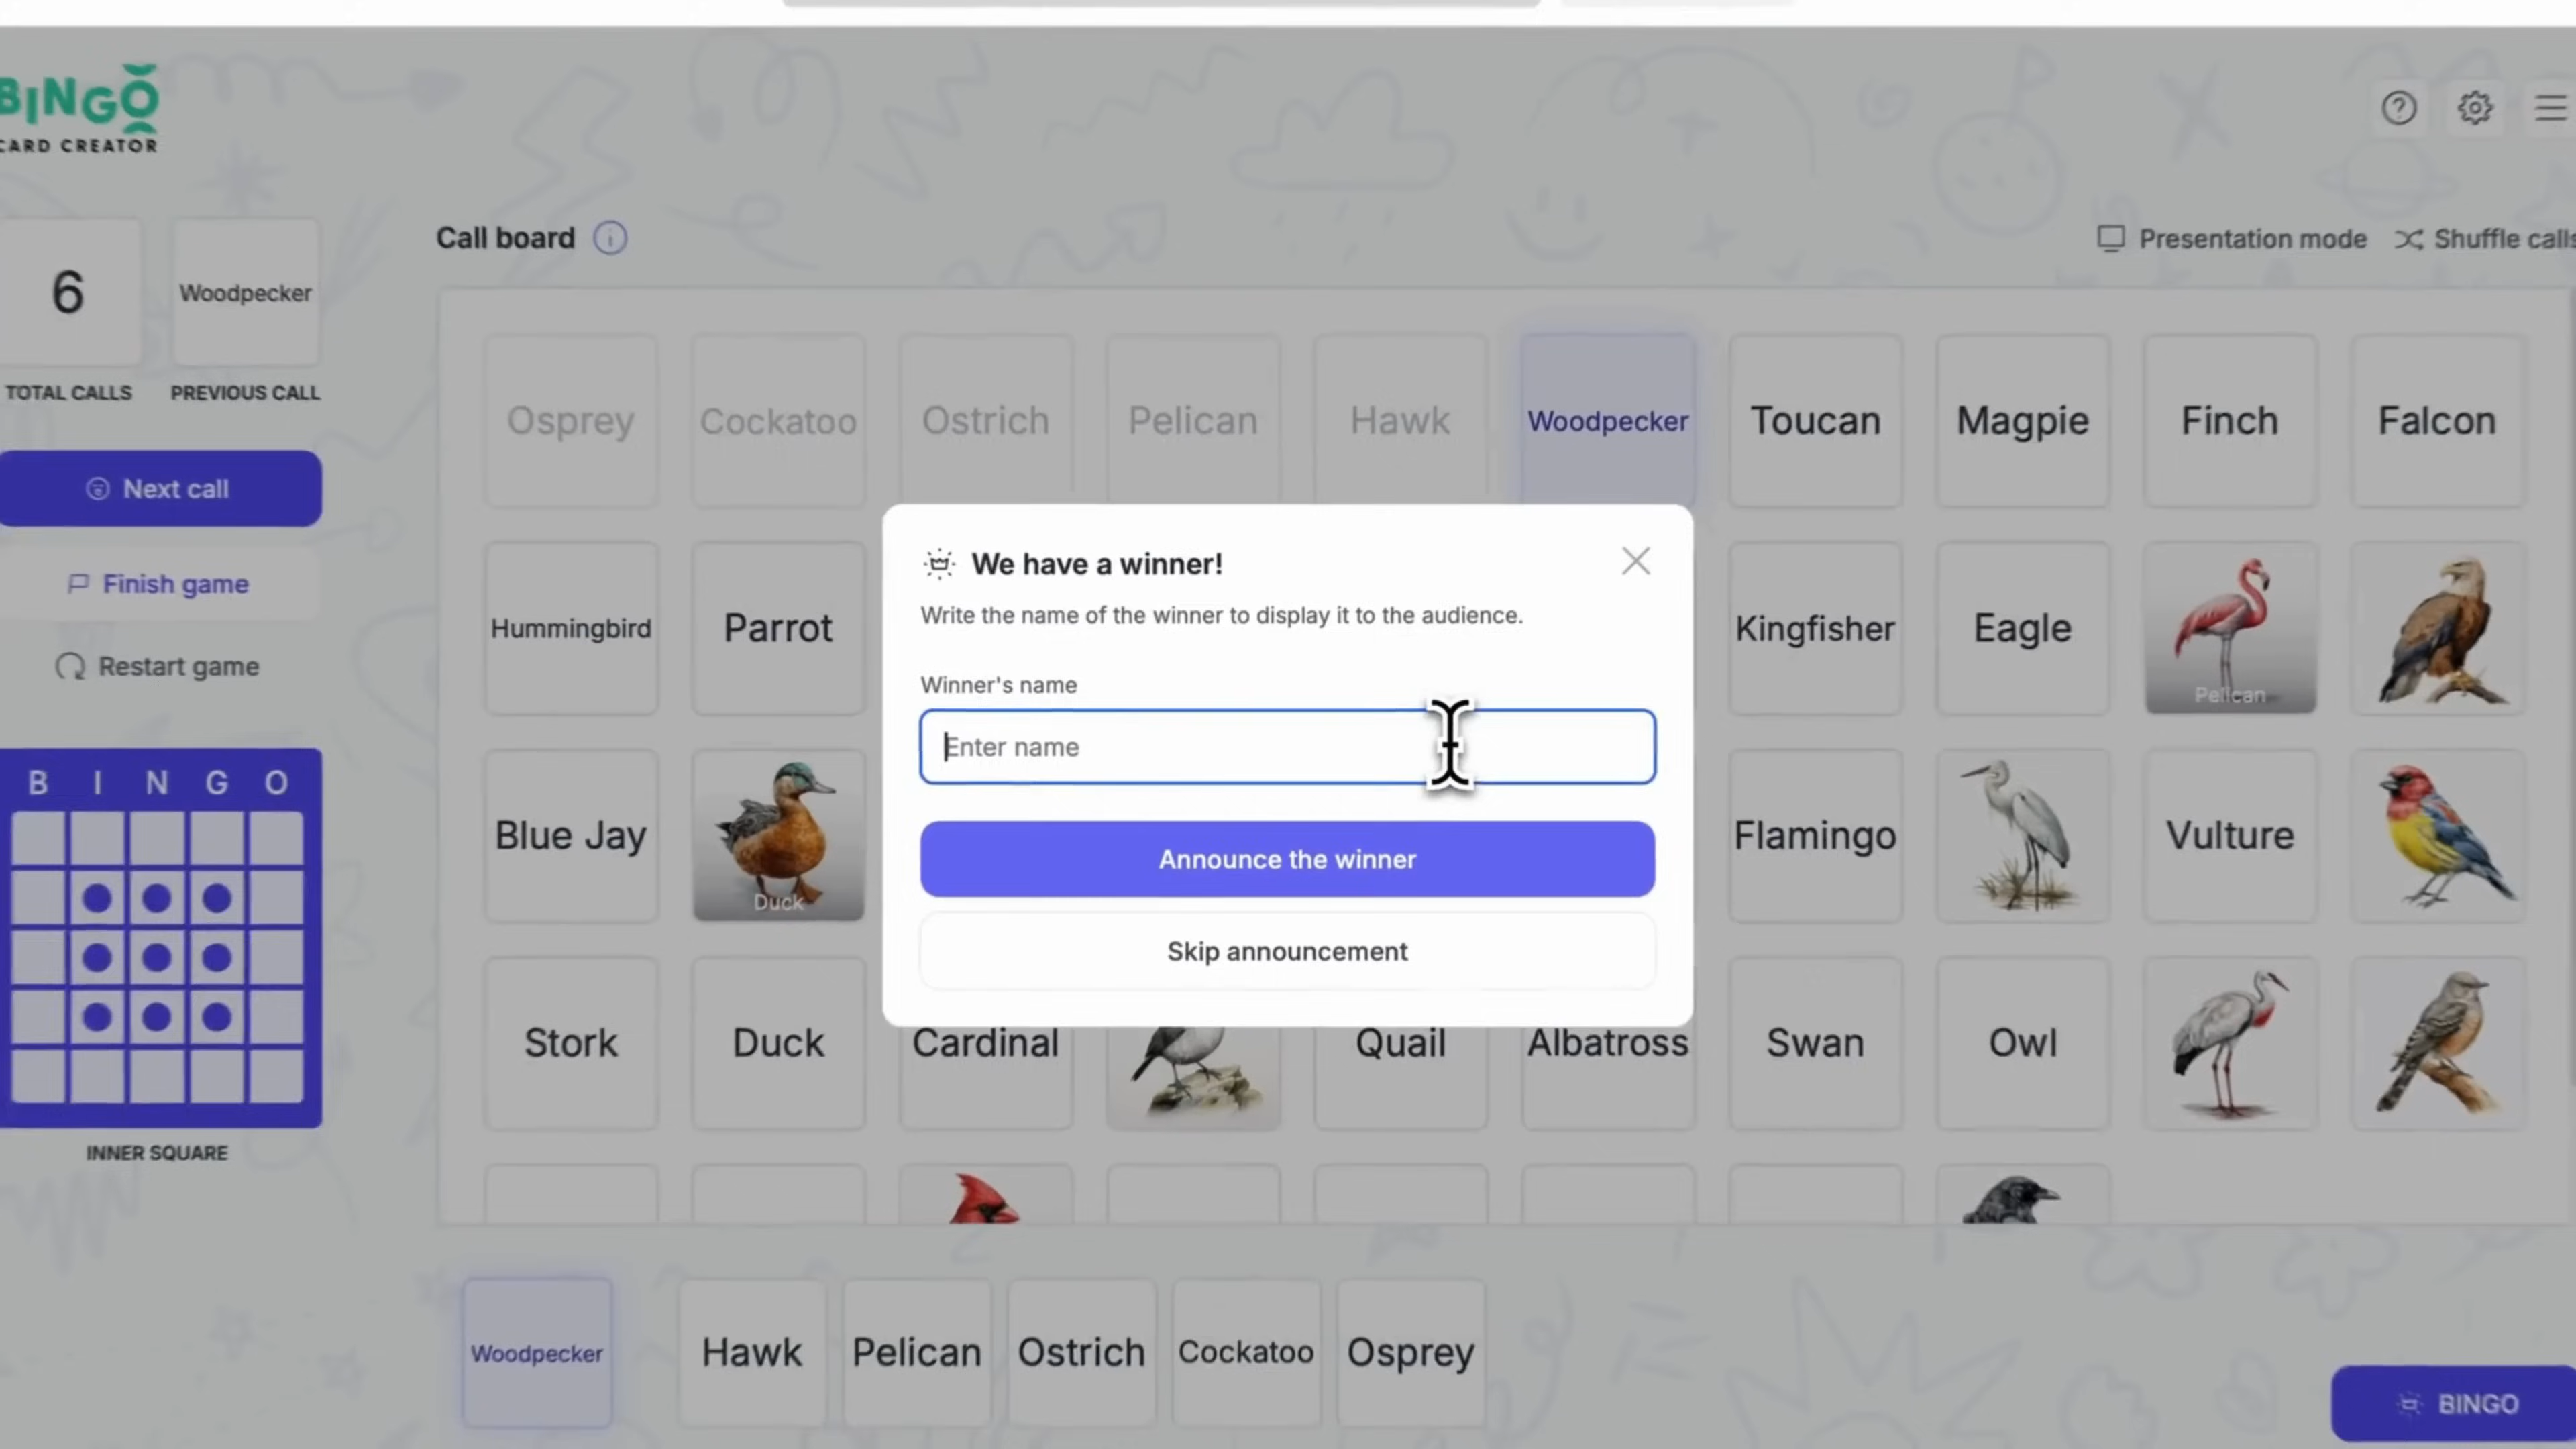 BINGO
CARD CREATOR
Call board
Presentation mode
Shuffle calls
6
Woodpecker
TOTAL CALLS
PREVIOUS CALL
Next call
Finish game
Restart game
B I N G O
INNER SQUARE
Osprey
Cockatoo
Ostrich
Pelican
Hawk
Woodpecker
Toucan
Magpie
Finch
Falcon
Hummingbird
Parrot
Kingfisher
Eagle
Pelican
Blue Jay
Duck
Flamingo
Vulture
Stork
Duck
Cardinal
Quail
Albatross
Swan
Owl
We have a winner!
Write the name of the winner to display it to the audience.
Winner's name
Enter name
Announce the winner
Skip announcement
Woodpecker
Hawk
Pelican
Ostrich
Cockatoo
Osprey
BINGO